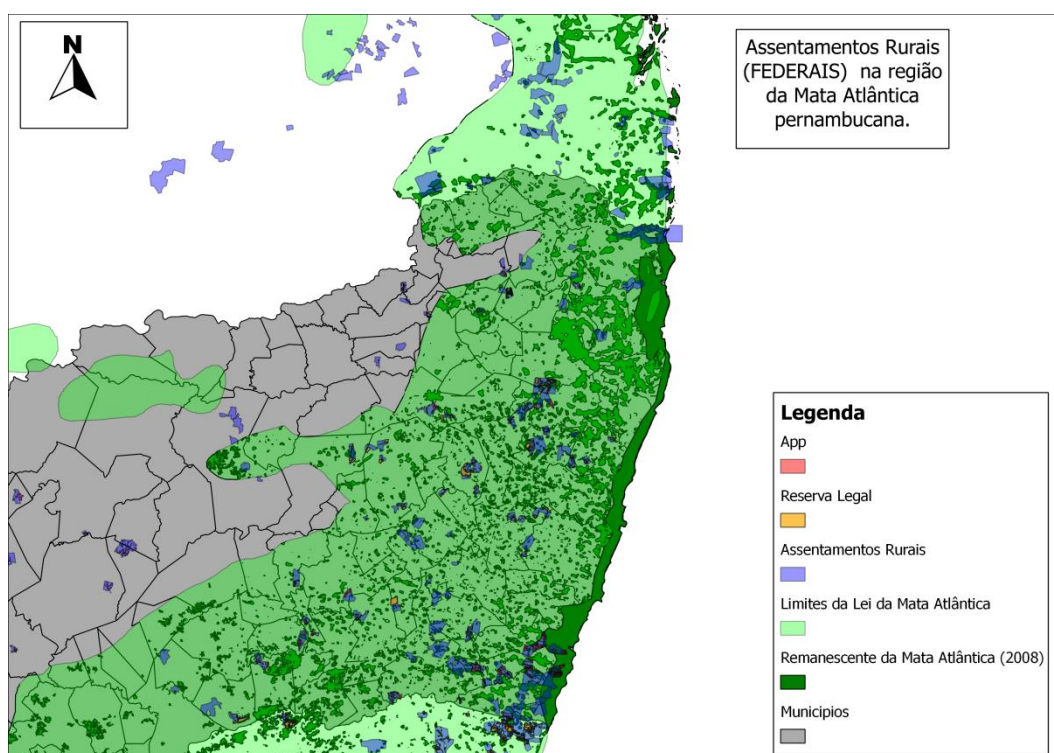 N
Assentamentos Rurais
(FEDERAIS) na região
da Mata Atlântica
pernambucana.
Legenda
App
Reserva Legal
Assentamentos Rurais
Limites da Lei da Mata Atlântica
Remanescente da Mata Atlântica (2008)
Municipios